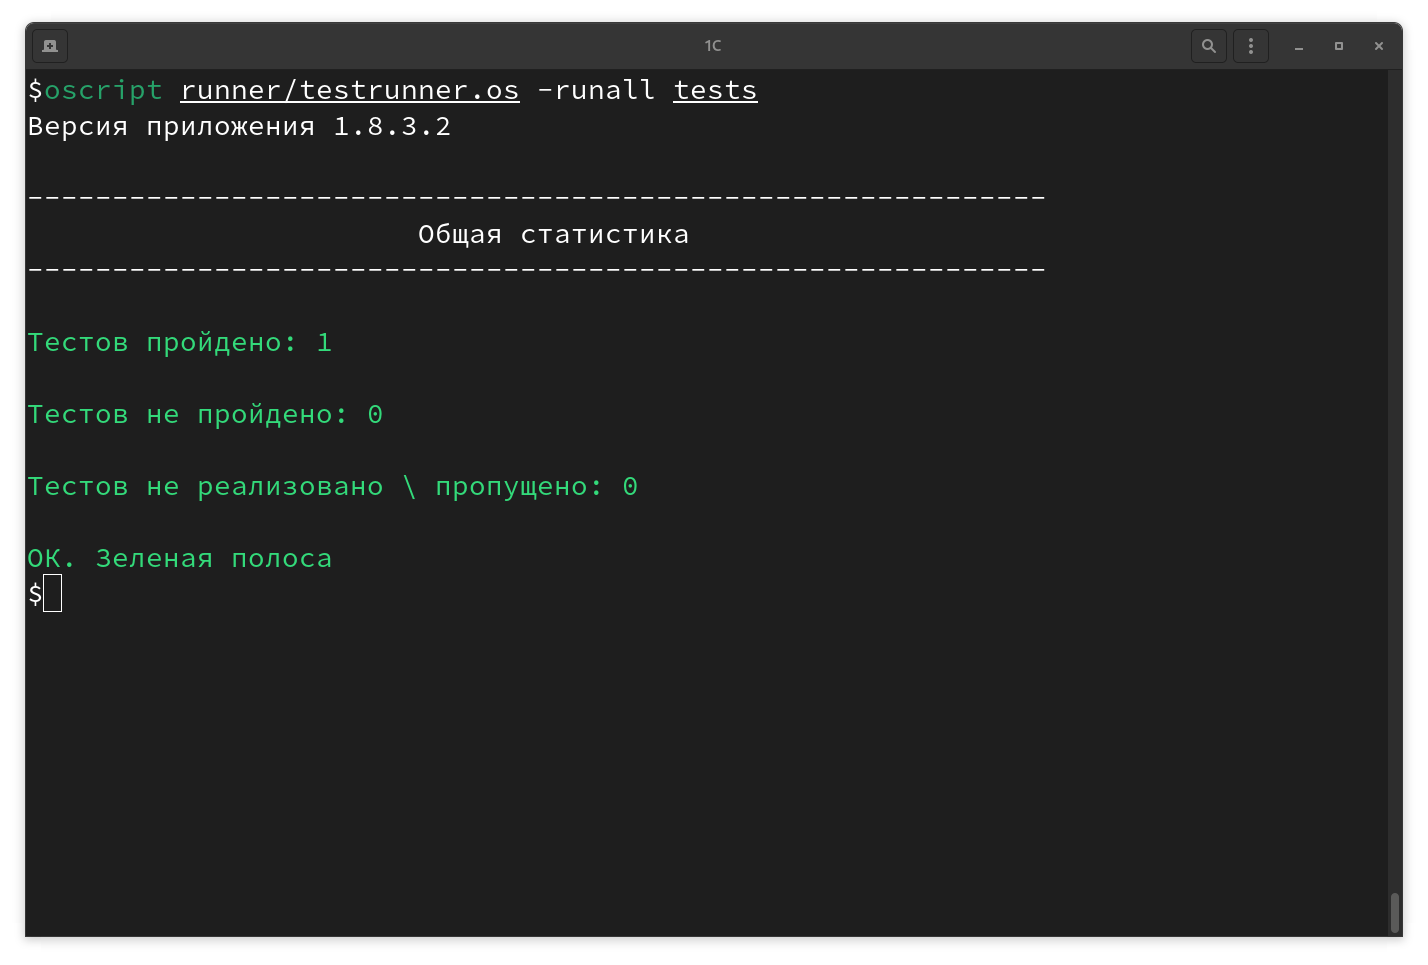 1C
$oscript runner/testrunner.os -runall tests
Версия приложения 1.8.3.2
------------------------------------------------------------
Общая статистика
------------------------------------------------------------
Тестов пройдено: 1
Тестов не пройдено: 0
Тестов не реализовано \ пропущено: 0
ОК. Зеленая полоса
$